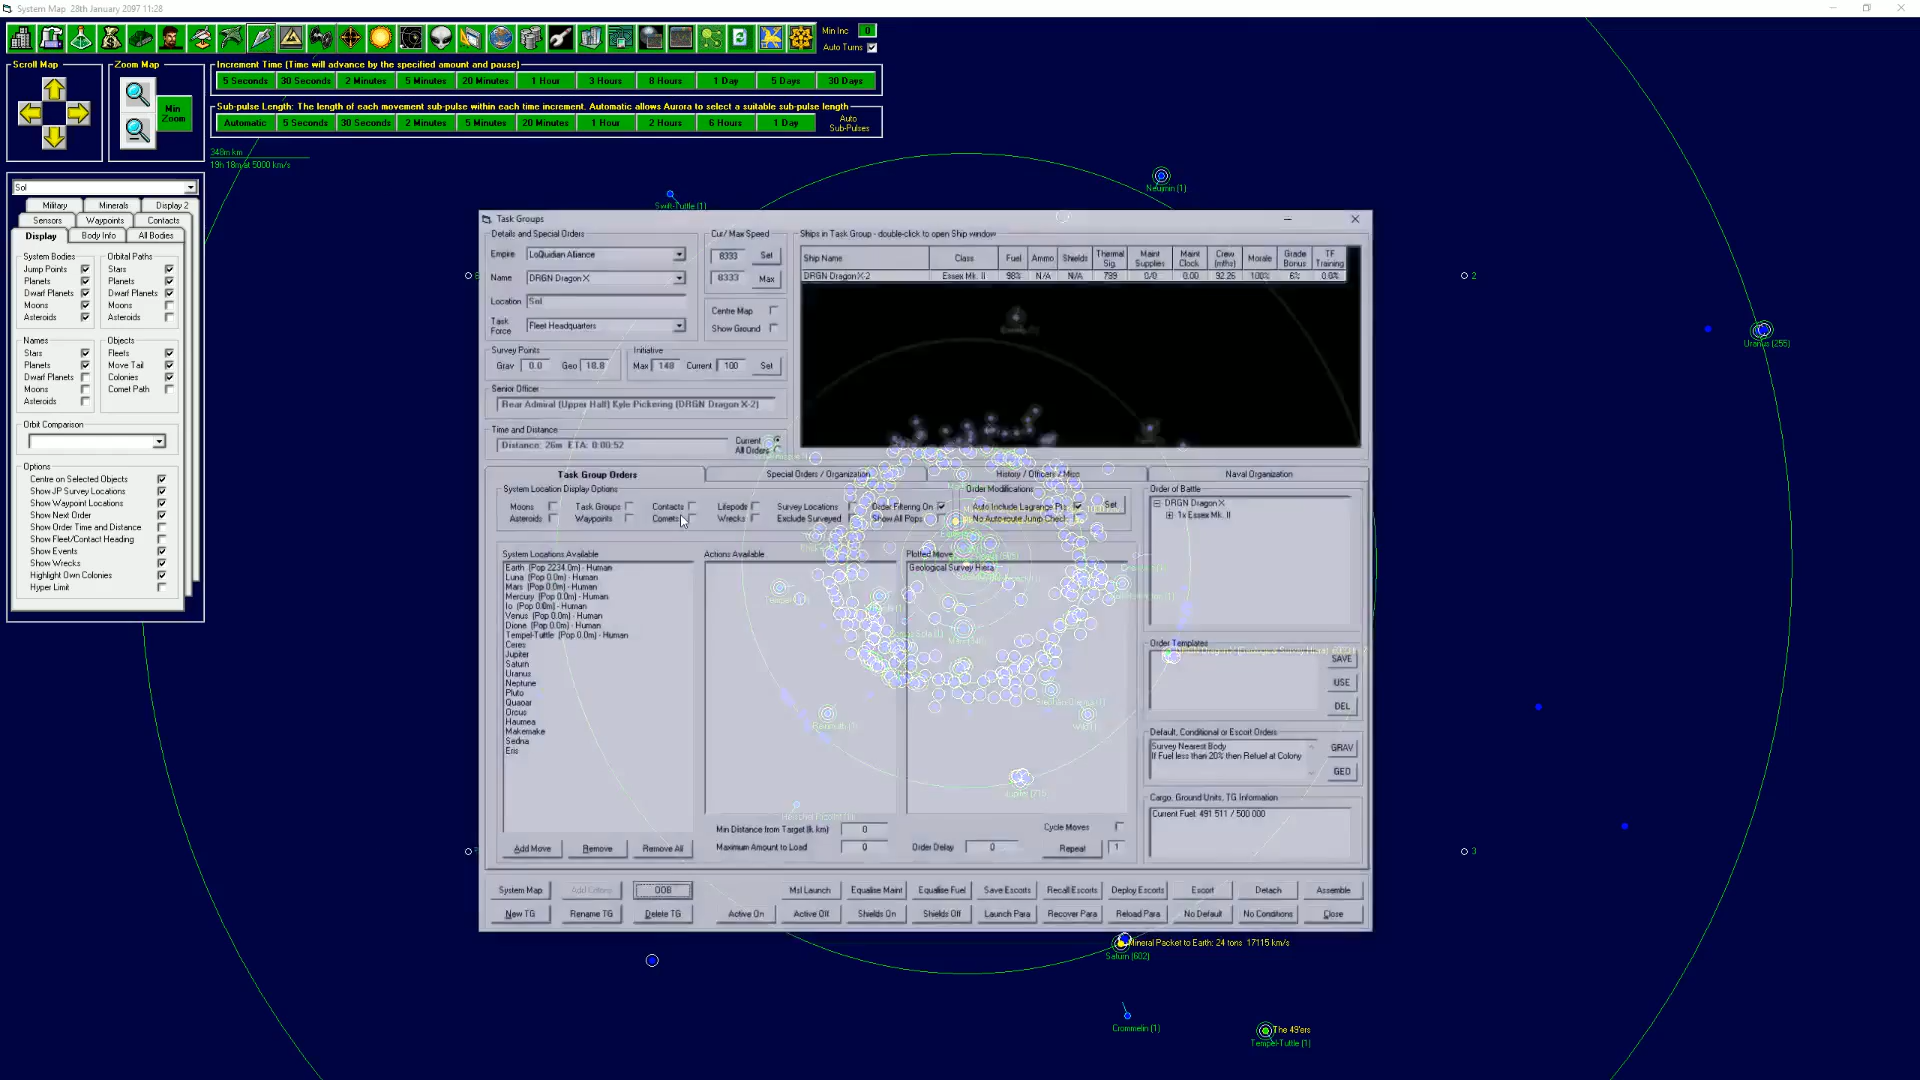 System Map  28th January 2097 11:28
Min Inc 0
Auto Turns
Scroll Map
Zoom Map
Min Zoom
Increment Time (Time will advance by the specified amount and pause)
5 Seconds 30 Seconds 2 Minutes 5 Minutes 20 Minutes 1 Hour 3 Hours 8 Hours 1 Day 5 Days 30 Days
Sub-pulse Length: The length of each movement sub-pulse within each time increment. Automatic allows Aurora to select a suitable sub-pulse length
Automatic 5 Seconds 30 Seconds 2 Minutes 5 Minutes 20 Minutes 1 Hour 2 Hours 6 Hours 1 Day
Auto Sub-Pulses
348m km
19h 18m at 5000 km/s
Sol
Military Minerals Display 2
Sensors Waypoints Contacts
Display Body Info All Bodies
System Bodies Orbital Paths
Jump Points Stars
Planets Planets
Dwarf Planets Dwarf Planets
Moons Moons
Asteroids Asteroids
Names Objects
Stars Fleets
Planets Move Tail
Dwarf Planets Colonies
Moons Comet Path
Asteroids
Orbit Comparison
Options
Centre on Selected Objects
Show JP Survey Locations
Show Waypoint Locations
Show Next Order
Show Order Time and Distance
Show Fleet/Contact Heading
Show Events
Show Wrecks
Highlight Own Colonies
Hyper Limit
Swift-Tuttle (1)
Neujmin (1)
2
Uranus (255)
3
Task Groups
Details and Special Orders
Empire LoQuidian Alliance
Name DRGN Dragon X
Location Sol
Task Force Fleet Headquarters
Cur/ Max Speed
8333 Set
8333 Max
Centre Map
Show Ground
Survey Points
Grav 0.0 Geo 18.8
Initiative
Max 148 Current 100 Set
Senior Officer
Rear Admiral (Upper Half) Kyle Pickering (DRGN Dragon X-2)
Time and Distance
Distance: 26m ETA: 0:00:52
Current
All Orders
Ships in Task Group - double-click to open Ship window
Ship Name Class Fuel Ammo Shields Thermal Sig. Maint Supplies Maint Clock Crew (mths) Morale Grade Bonus TF Training
DRGN Dragon X-2 Essex Mk. II 98% N/A N/A 799 0/0 0.00 92.26 100% 6% 0.0%
Task Group Orders Special Orders / Organization History / Officers / Misc Naval Organization
System Location Display Options
Moons Task Groups Contacts Lifepods Survey Locations Order Filtering On
Asteroids Waypoints Comets Wrecks Exclude Surveyed Show All Pops
Order Modifications
Auto Include Lagrange Pts Set
No Auto-route Jump Check
Order of Battle
DRGN Dragon X
1x Essex Mk. II
System Locations Available Actions Available Plotted Move
Geological Survey Hiera
Earth (Pop 2234.0m) - Human
Luna (Pop 0.0m) - Human
Mars (Pop 0.0m) - Human
Mercury (Pop 0.0m) - Human
Io (Pop 0.0m) - Human
Venus (Pop 0.0m) - Human
Dione (Pop 0.0m) - Human
Tempel-Tuttle (Pop 0.0m) - Human
Ceres
Jupiter
Saturn
Uranus
Neptune
Pluto
Quaoar
Orcus
Haumea
Makemake
Sedna
Eris
Order Templates
SAVE
USE
DEL
Default, Conditional or Escort Orders
Survey Nearest Body
If Fuel less than 20% then Refuel at Colony
GRAV
GEO
Cargo, Ground Units, TG Information
Current Fuel: 491 511 / 500 000
Min Distance from Target (k km) 0
Maximum Amount to Load 0
Order Delay 0
Cycle Moves
Repeat 1
Add Move Remove Remove All
System Map OOB Msl Launch Equalise Maint Equalise Fuel Save Escorts Recall Escorts Deploy Escorts Escort Detach Assemble
New TG Rename TG Delete TG Active On Active Off Shields On Shields Off Launch Para Recover Para Reload Para No Default No Conditions Close
Mineral Packet to Earth: 24 tons  17115 km/s
Saturn (602)
Crommelin (1)
The 49'ers
Tempel-Tuttle (1)